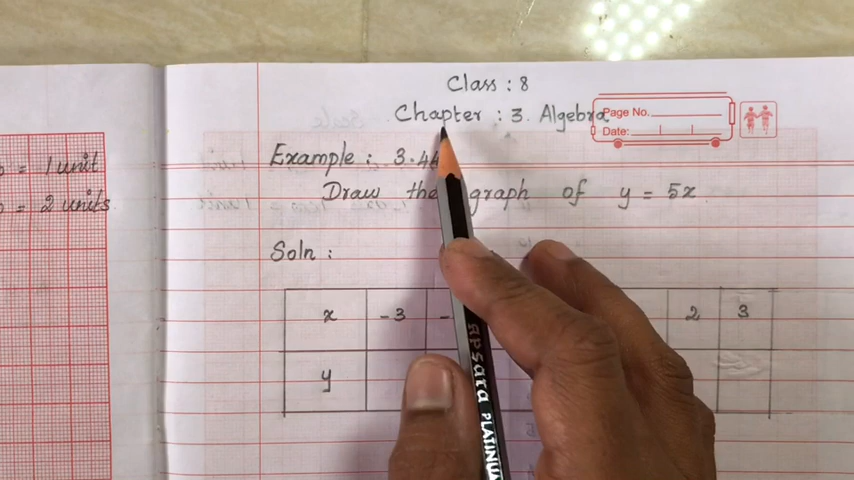 Class : 8
Chapter : 3. Algebra
Page No.
Date:
Example : 3.44
Draw the graph of y = 5x
= 1 unit
= 2 units
Soln :
x -3 - 2 3
y
apsara PLATINUM